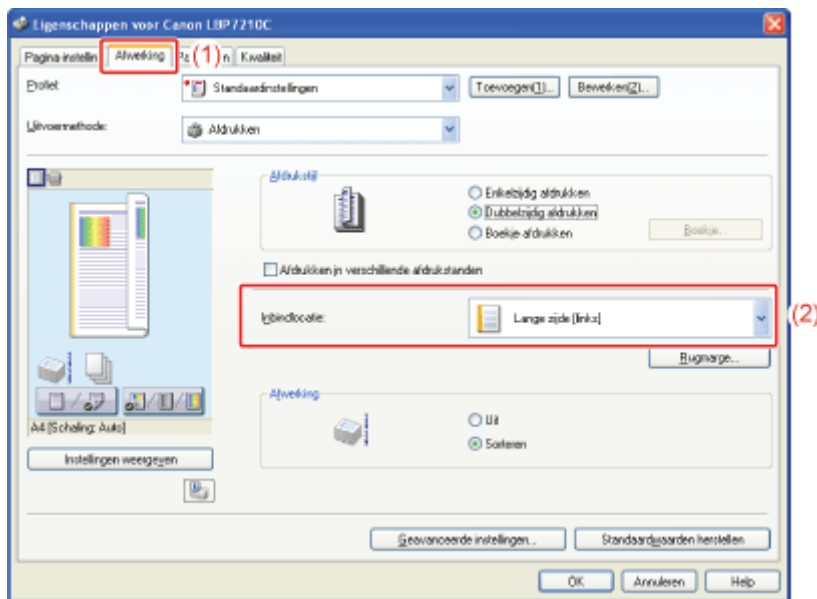 Eigenschappen voor Canon LBP7210C
Pagina-instellin Afwerking (1) n Kwaliteit
Profiel: Standaardinstellingen Toevoegen(1)... Bewerken(2)...
Uitvoermethode: Afdrukken
Afdrukstijl
Enkelzijdig afdrukken
Dubbelzijdig afdrukken
Boekje afdrukken Boekje...
Afdrukken in verschillende afdrukstanden
Inbindlocatie: Lange zijde [links] (2)
Rugmarge...
Afwerking
Uit
Sorteren
A4 [Schaling: Auto]
Instellingen weergeven
Geavanceerde instellingen... Standaardwaarden herstellen
OK Annuleren Help